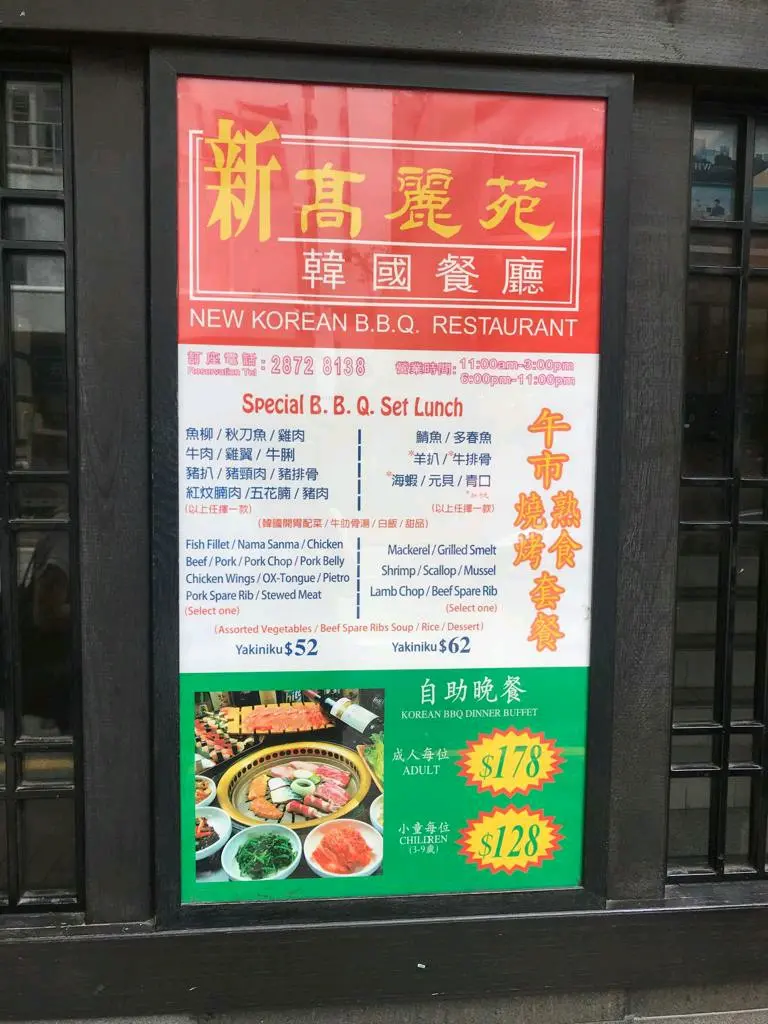 新高麗苑
韓國餐廳
NEW KOREAN B.B.Q. RESTAURANT
訂座電話:2872 8138
Reservation Tel
營業時間:11:00am-3:00pm
6:00pm-11:00pm
Special B. B. Q. Set Lunch
魚柳 / 秋刀魚 / 雞肉
牛肉 / 雞翼 / 牛脷
豬扒 / 豬頸肉 / 豬排骨
紅炆腩肉 /五花腩 / 豬肉
(以上任擇一款)
鯖魚 / 多春魚
*羊扒 / *牛排骨
*海蝦 / 元貝 / 青口
(以上任擇一款)
(韓國開胃配菜 / 牛肋骨湯 / 白飯 / 甜品)
午市燒烤套餐
熟食
Fish Fillet / Nama Sanma / Chicken
Beef / Pork / Pork Chop / Pork Belly
Chicken Wings / OX-Tongue / Pietro
Pork Spare Rib / Stewed Meat
(Select one)
Mackerel / Grilled Smelt
Shrimp / Scallop / Mussel
Lamb Chop / Beef Spare Rib
(Select one)
(Assorted Vegetables / Beef Spare Ribs Soup / Rice / Dessert)
Yakiniku $52
Yakiniku $62
自助晚餐
KOREAN BBQ DINNER BUFFET
成人每位
ADULT
$178
小童每位
CHILDREN
(3-9歲)
$128